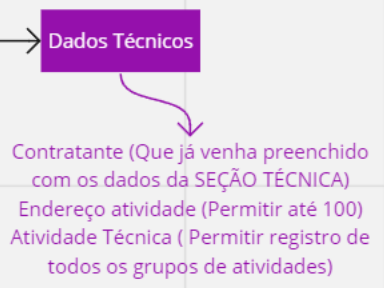 Dados Técnicos
Contratante (Que já venha preenchido
com os dados da SEÇÃO TÉCNICA)
Endereço atividade (Permitir até 100)
Atividade Técnica ( Permitir registro de
todos os grupos de atividades)